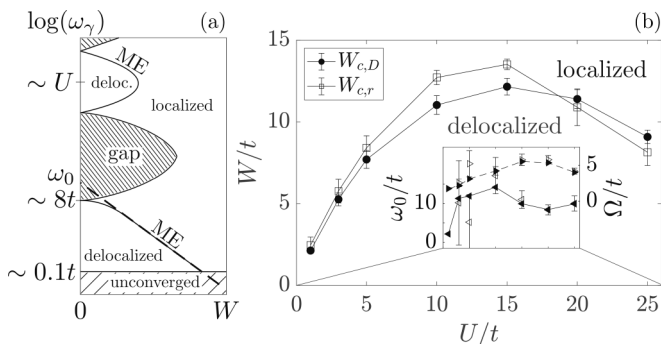 (a)
log(ω_γ)
ME
~ U
deloc.
localized
gap
ω_0
~ 8t
ME
delocalized
~ 0.1t
unconverged
0
W
(b)
15
W_{c,D}
W_{c,r}
localized
10
delocalized
W/t
5
10
0
ω_0/t
5
0
Ω/t
0
0
5
10
15
20
25
U/t